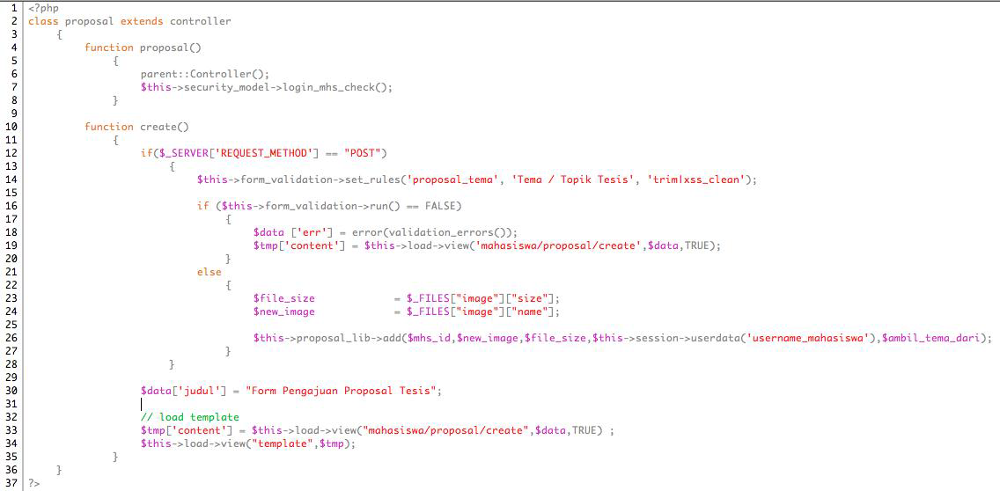 1 <?php
2 class proposal extends controller
3 {
4 function proposal()
5 {
6 parent::Controller();
7 $this->security_model->login_mhs_check();
8 }
9
10 function create()
11 {
12 if($_SERVER['REQUEST_METHOD'] == "POST")
13 {
14 $this->form_validation->set_rules('proposal_tema', 'Tema / Topik Tesis', 'trim|xss_clean');
15
16 if ($this->form_validation->run() == FALSE)
17 {
18 $data ['err'] = error(validation_errors());
19 $tmp['content'] = $this->load->view('mahasiswa/proposal/create',$data,TRUE);
20 }
21 else
22 {
23 $file_size = $_FILES["image"]["size"];
24 $new_image = $_FILES["image"]["name"];
25
26 $this->proposal_lib->add($mhs_id,$new_image,$file_size,$this->session->userdata('username_mahasiswa'),$ambil_tema_dari);
27 }
28 }
29
30 $data['judul'] = "Form Pengajuan Proposal Tesis";
31
32 // load template
33 $tmp['content'] = $this->load->view("mahasiswa/proposal/create",$data,TRUE) ;
34 $this->load->view("template",$tmp);
35 }
36 }
37 ?>